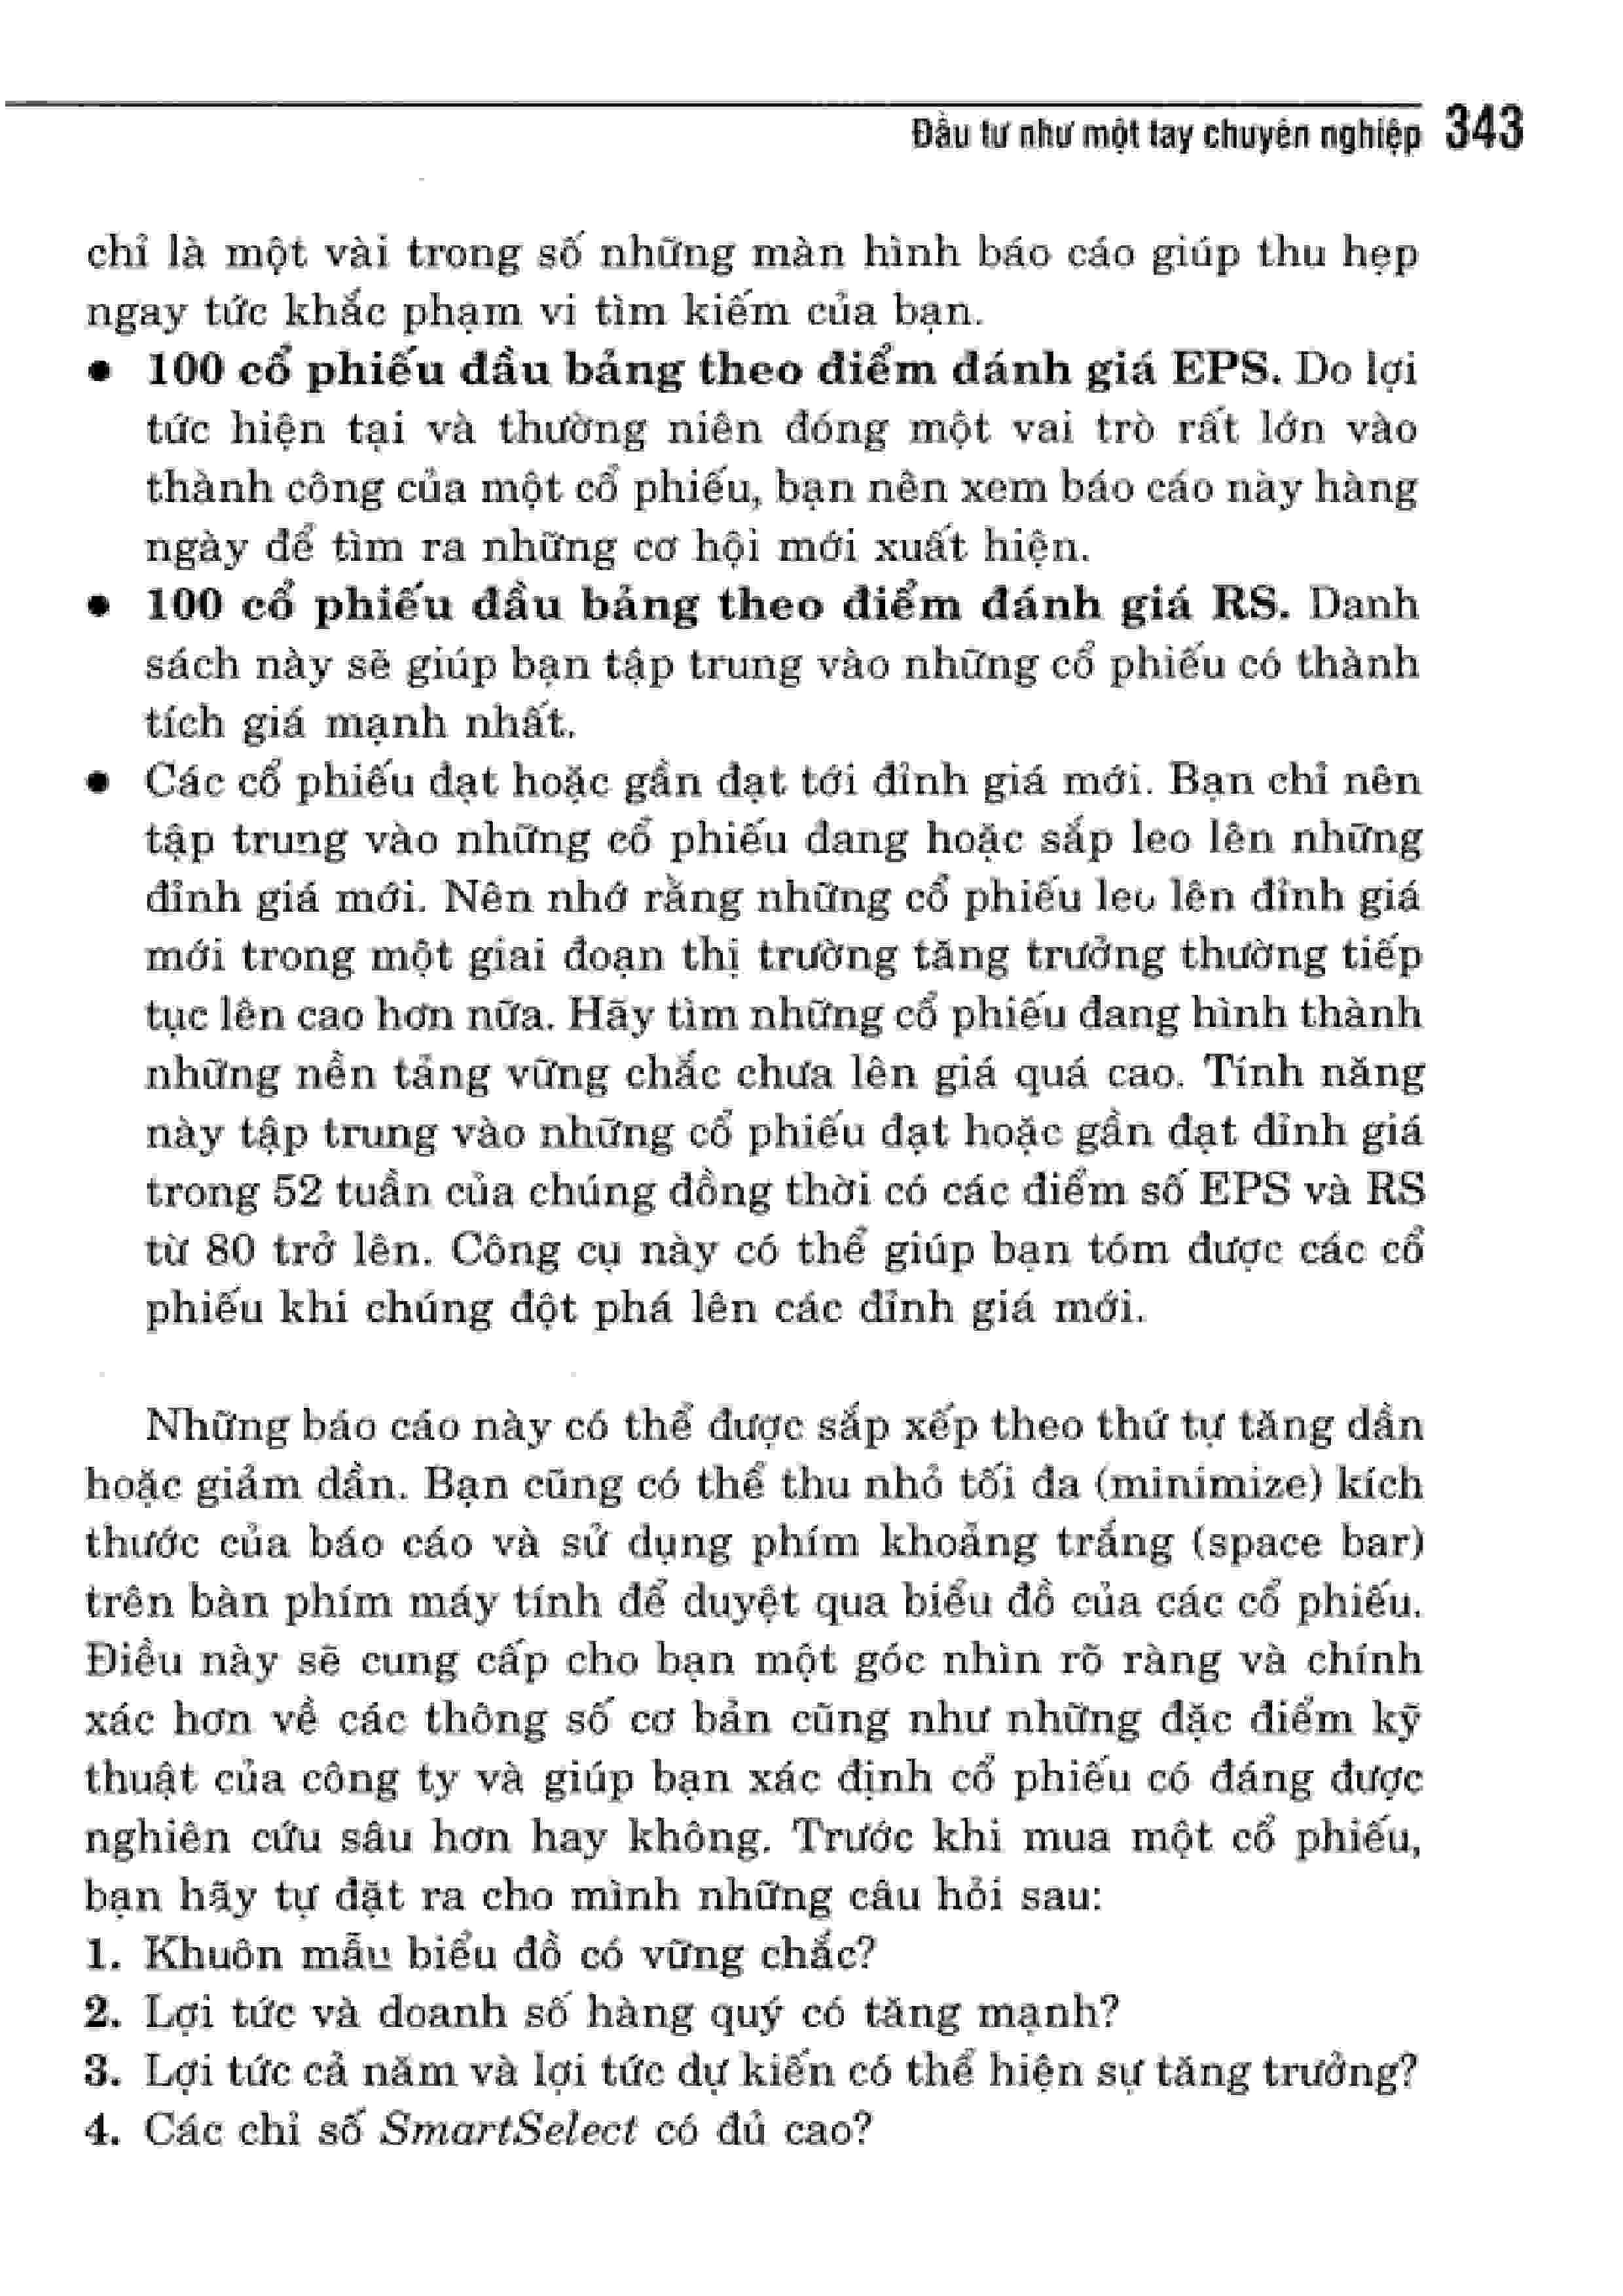 Đầu tư như một tay chuyên nghiệp 343
chỉ là một vài trong số những màn hình báo cáo giúp thu hẹp
ngay tức khắc phạm vi tìm kiếm của bạn.
● 100 cổ phiếu đầu bảng theo điểm đánh giá EPS. Do lợi
tức hiện tại và thường niên đóng một vai trò rất lớn vào
thành công của một cổ phiếu, bạn nên xem báo cáo này hàng
ngày để tìm ra những cơ hội mới xuất hiện.
● 100 cổ phiếu đầu bảng theo điểm đánh giá RS. Danh
sách này sẽ giúp bạn tập trung vào những cổ phiếu có thành
tích giá mạnh nhất.
● Các cổ phiếu đạt hoặc gần đạt tới đỉnh giá mới. Bạn chỉ nên
tập trung vào những cổ phiếu đang hoặc sắp leo lên những
đỉnh giá mới. Nên nhớ rằng những cổ phiếu leo lên đỉnh giá
mới trong một giai đoạn thị trường tăng trưởng thường tiếp
tục lên cao hơn nữa. Hãy tìm những cổ phiếu đang hình thành
những nền tảng vững chắc chưa lên giá quá cao. Tính năng
này tập trung vào những cổ phiếu đạt hoặc gần đạt đỉnh giá
trong 52 tuần của chúng đồng thời có các điểm số EPS và RS
từ 80 trở lên. Công cụ này có thể giúp bạn tóm được các cổ
phiếu khi chúng đột phá lên các đỉnh giá mới.
Những báo cáo này có thể được sắp xếp theo thứ tự tăng dần
hoặc giảm dần. Bạn cũng có thể thu nhỏ tối đa (minimize) kích
thước của báo cáo và sử dụng phím khoảng trắng (space bar)
trên bàn phím máy tính để duyệt qua biểu đồ của các cổ phiếu.
Điều này sẽ cung cấp cho bạn một góc nhìn rõ ràng và chính
xác hơn về các thông số cơ bản cũng như những đặc điểm kỹ
thuật của công ty và giúp bạn xác định cổ phiếu có đáng được
nghiên cứu sâu hơn hay không. Trước khi mua một cổ phiếu,
bạn hãy tự đặt ra cho mình những câu hỏi sau:
1. Khuôn mẫu biểu đồ có vững chắc?
2. Lợi tức và doanh số hàng quý có tăng mạnh?
3. Lợi tức cả năm và lợi tức dự kiến có thể hiện sự tăng trưởng?
4. Các chỉ số SmartSelect có đủ cao?